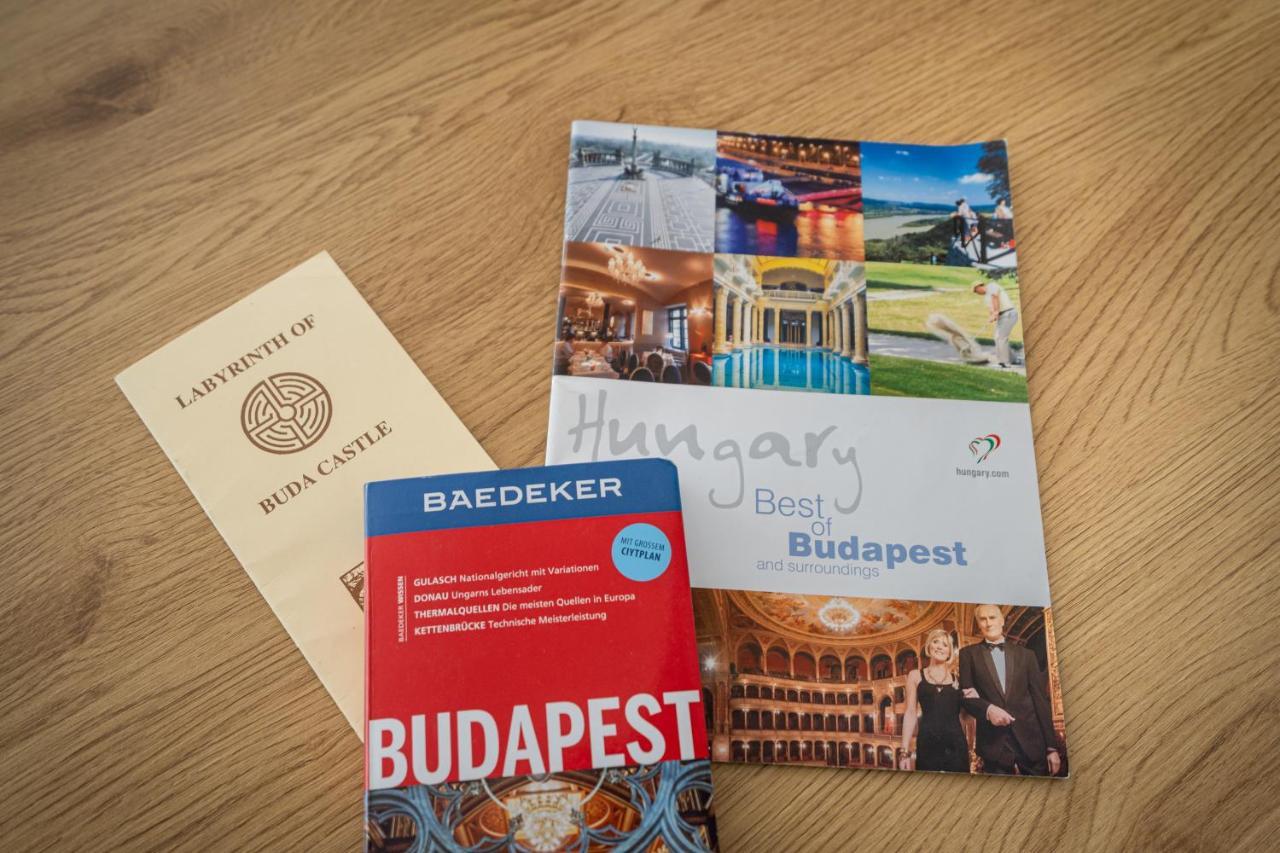 LABYRINTH OF
BUDA CASTLE
Hungary
hungary.com
Best
of
Budapest
and surroundings
BAEDEKER
MIT GROSSEM
CIYTPLAN
BAEDEKER WISSEN
GULASCH Nationalgericht mit Variationen
DONAU Ungarns Lebensader
THERMALQUELLEN Die meisten Quellen in Europa
KETTENBRÜCKE Technische Meisterleistung
BUDAPEST